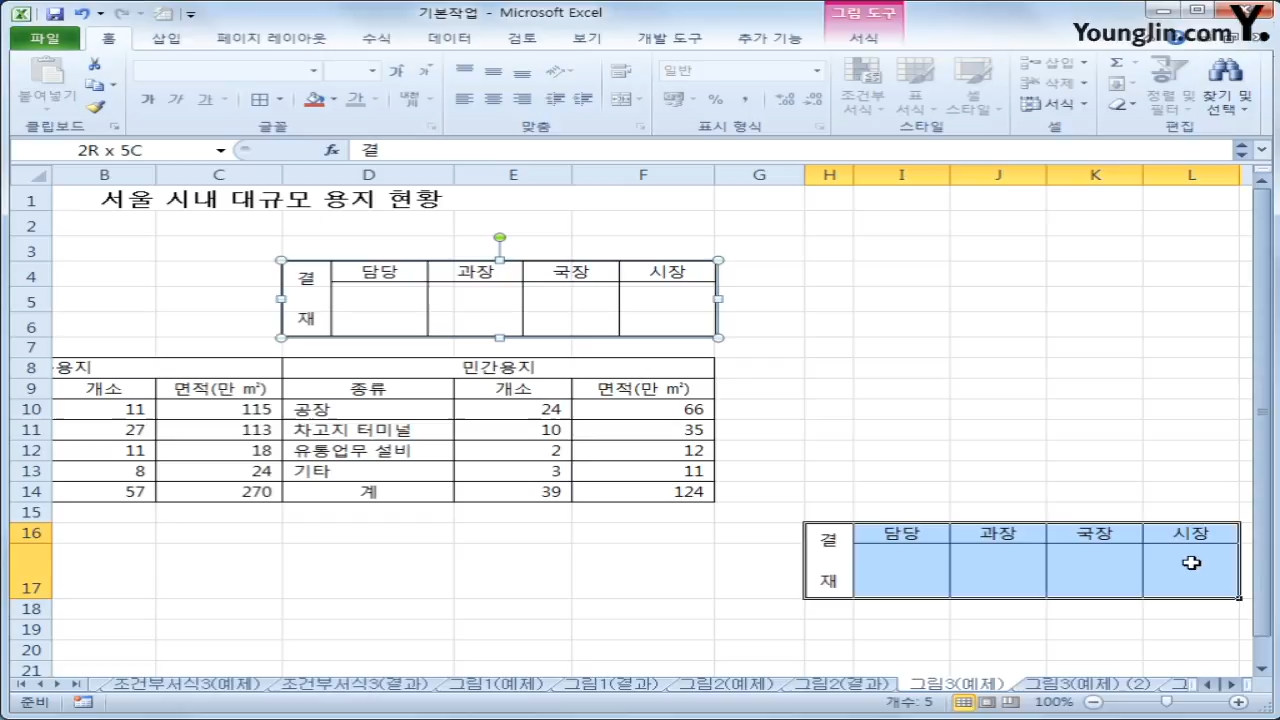 기본작업 - Microsoft Excel
그림 도구
Younglin.com Y.
파일 홈 삽입 페이지 레이아웃 수식 데이터 검토 보기 개발 도구 추가 기능 서식
붙여넣기
클립보드
가 가 가
글꼴
맞춤
일반
% ,
표시 형식
조건부 서식
표 서식
셀 스타일
스타일
삽입
삭제
서식
셀
Σ
정렬 및 필터
찾기 및 선택
편집
2R x 5C fx 결
B C D E F G H I J K L
1 서울 시내 대규모 용지 현황
2
3
4 결 담당 과장 국장 시장
5
6 재
7
8 용지 민간용지
9 개소 면적(만 ㎡) 종류 개소 면적(만 ㎡)
10 11 115 공장 24 66
11 27 113 차고지 터미널 10 35
12 11 18 유통업무 설비 2 12
13 8 24 기타 3 11
14 57 270 계 39 124
15
16 결 담당 과장 국장 시장
17 재
18
19
20
21
조건부서식3(예제) 조건부서식3(결과) 그림1(예제) 그림1(결과) 그림2(예제) 그림2(결과) 그림3(예제) 그림3(예제) (2) 그
준비 개수: 5 100%